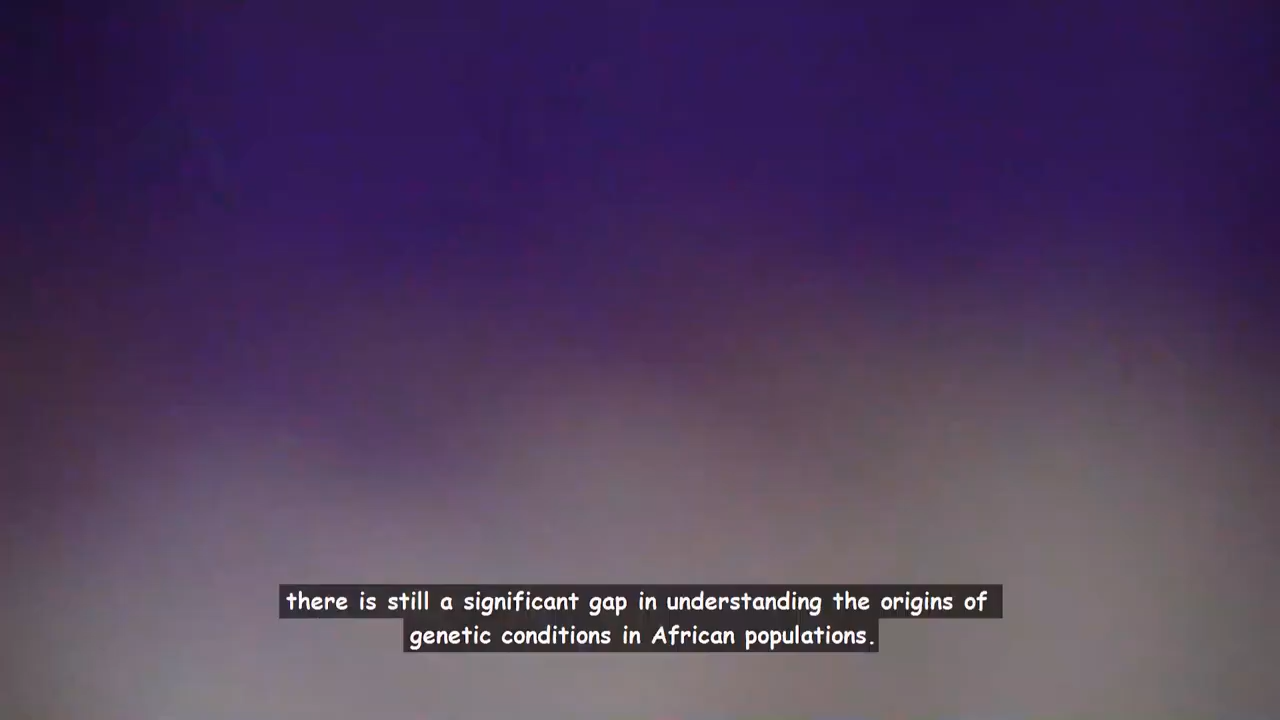 there is still a significant gap in understanding the origins of
genetic conditions in African populations.